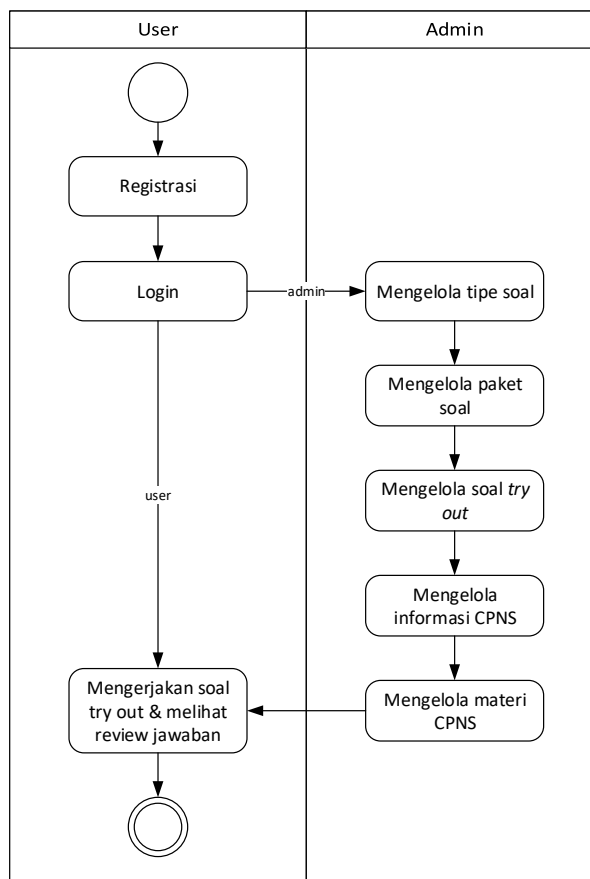 User
Admin
Registrasi
Login
admin
Mengelola tipe soal
Mengelola paket
soal
user
Mengelola soal try
out
Mengelola
informasi CPNS
Mengerjakan soal
try out & melihat
review jawaban
Mengelola materi
CPNS